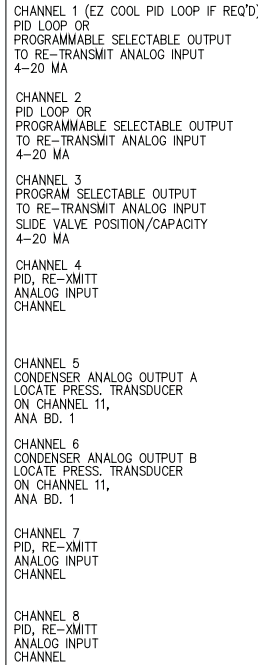 CHANNEL 1 (EZ COOL PID LOOP IF REQ'D)
PID LOOP OR
PROGRAMMABLE SELECTABLE OUTPUT
TO RE-TRANSMIT ANALOG INPUT
4-20 MA
CHANNEL 2
PID LOOP OR
PROGRAMMABLE SELECTABLE OUTPUT
TO RE-TRANSMIT ANALOG INPUT
4-20 MA
CHANNEL 3
PROGRAM SELECTABLE OUTPUT
TO RE-TRANSMIT ANALOG INPUT
SLIDE VALVE POSITION/CAPACITY
4-20 MA
CHANNEL 4
PID, RE-XMITT
ANALOG INPUT
CHANNEL
CHANNEL 5
CONDENSER ANALOG OUTPUT A
LOCATE PRESS. TRANSDUCER
ON CHANNEL 11,
ANA BD. 1
CHANNEL 6
CONDENSER ANALOG OUTPUT B
LOCATE PRESS. TRANSDUCER
ON CHANNEL 11,
ANA BD. 1
CHANNEL 7
PID, RE-XMITT
ANALOG INPUT
CHANNEL
CHANNEL 8
PID, RE-XMITT
ANALOG INPUT
CHANNEL